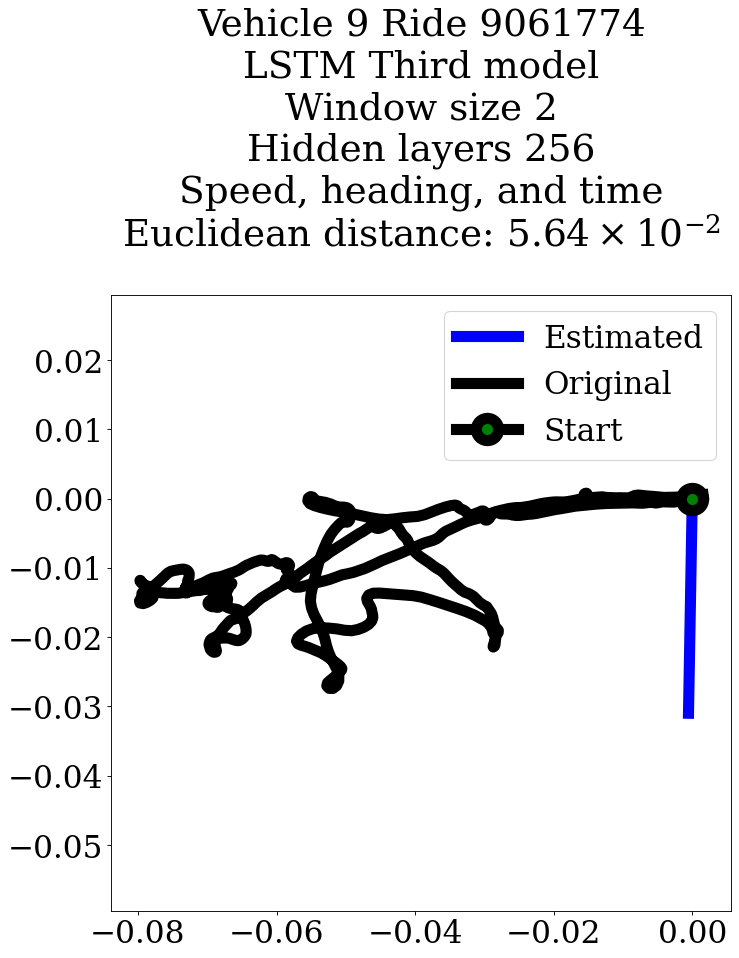 Vehicle 9 Ride 9061774
LSTM Third model
Window size 2
Hidden layers 256
Speed, heading, and time
Euclidean distance: 5.64 × 10⁻²
Estimated
Original
Start
0.02
0.01
0.00
−0.01
−0.02
−0.03
−0.04
−0.05
−0.08 −0.06 −0.04 −0.02 0.00